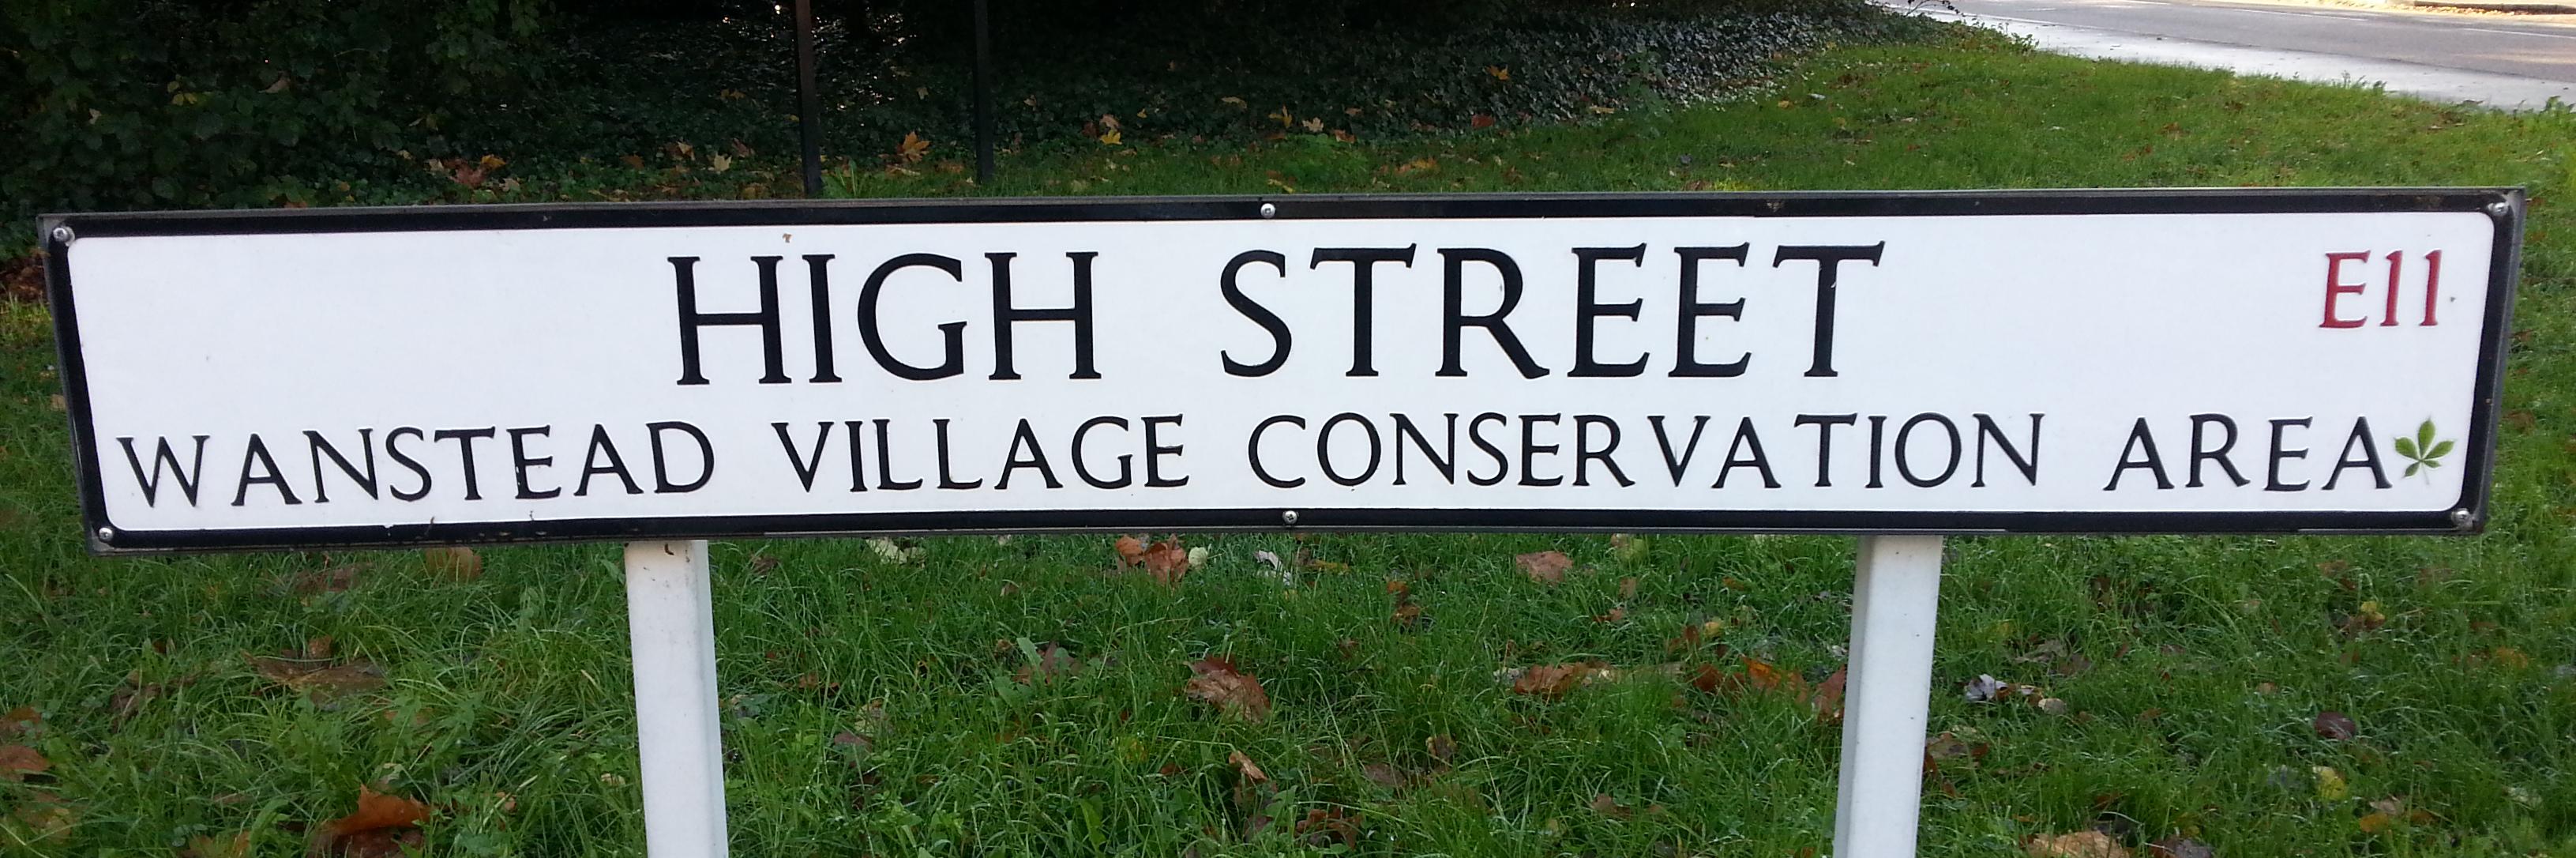 HIGH STREET E11
WANSTEAD VILLAGE CONSERVATION AREA